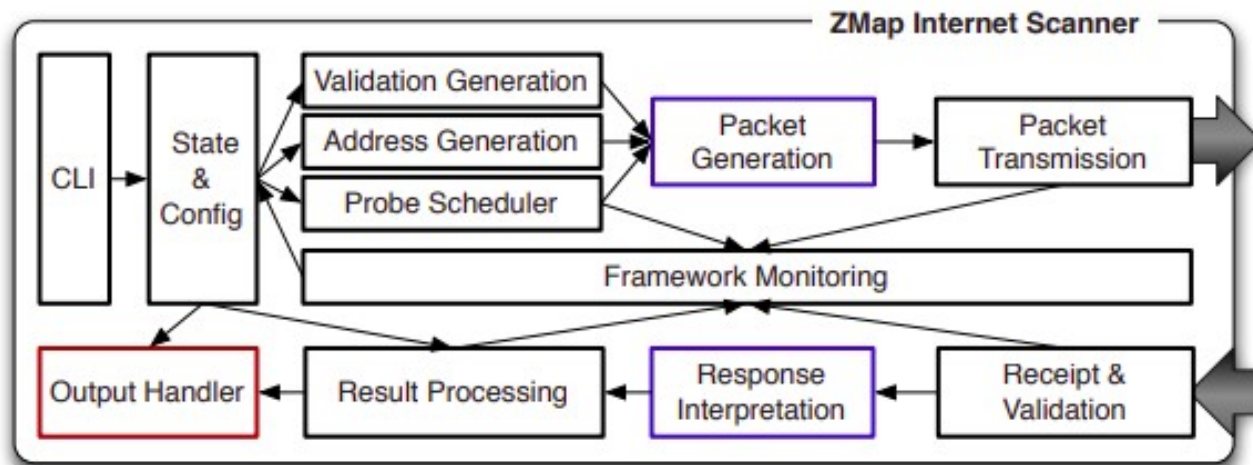 ZMap Internet Scanner
CLI
State
&
Config
Validation Generation
Address Generation
Probe Scheduler
Packet
Generation
Packet
Transmission
Framework Monitoring
Output Handler
Result Processing
Response
Interpretation
Receipt &
Validation